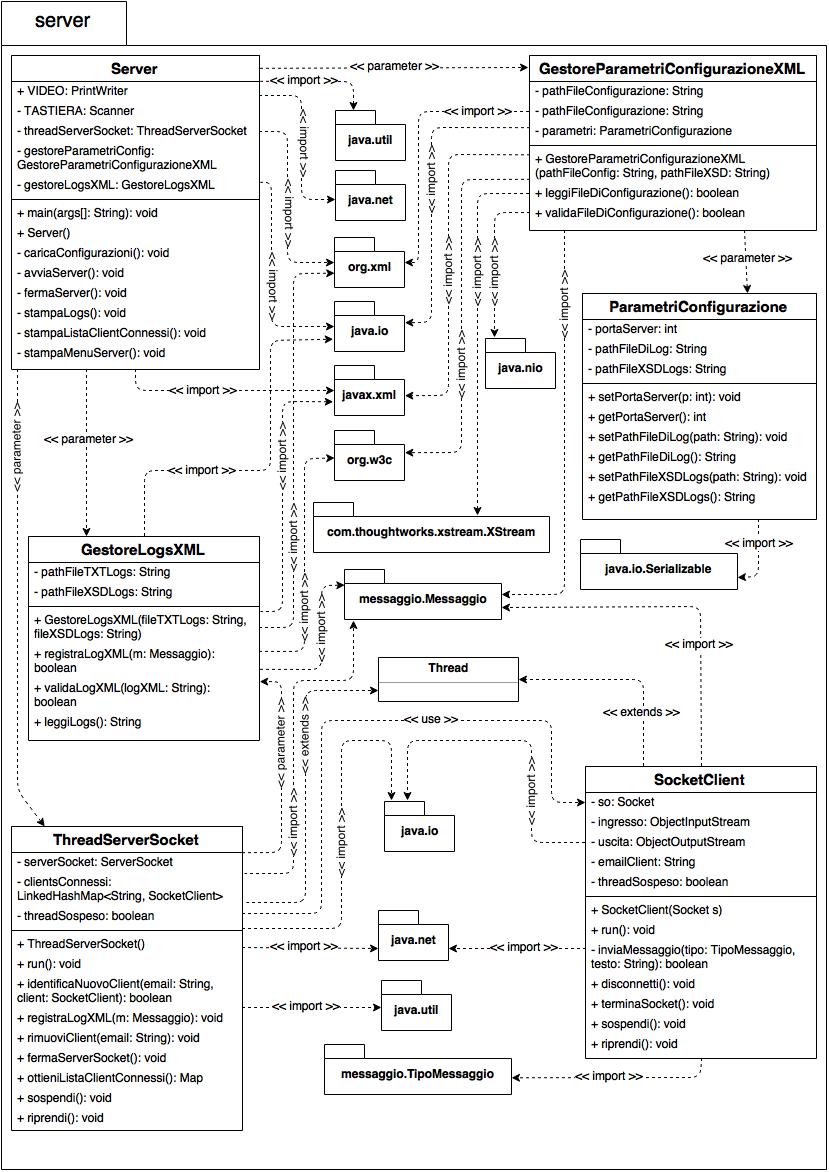 server
Server
+ VIDEO: PrintWriter
- TASTIERA: Scanner
- threadServerSocket: ThreadServerSocket
- gestoreParametriConfig:
GestoreParametriConfigurazioneXML
- gestoreLogsXML: GestoreLogsXML
+ main(args[]: String): void
+ Server()
- caricaConfigurazioni(): void
- avviaServer(): void
- fermaServer(): void
- stampaLogs(): void
- stampaListaClientConnessi(): void
- stampaMenuServer(): void
<< parameter >>
<< import >>
<< import >>
<< import >>
<< import >>
<< import >>
<< parameter >>
<< parameter >>
java.util
java.net
org.xml
java.io
javax.xml
org.w3c
GestoreParametriConfigurazioneXML
- pathFileConfigurazione: String
- pathFileConfigurazione: String
- parametri: ParametriConfigurazione
+ GestoreParametriConfigurazioneXML
(pathFileConfig: String, pathFileXSD: String)
+ leggiFileDiConfigurazione(): boolean
+ validaFileDiConfigurazione(): boolean
<< import >>
<< import >>
<< import >>
<< import >>
<< import >>
<< import >>
<< import >>
<< parameter >>
java.nio
com.thoughtworks.xstream.XStream
ParametriConfigurazione
- portaServer: int
- pathFileDiLog: String
- pathFileXSDLogs: String
+ setPortaServer(p: int): void
+ getPortaServer(): int
+ setPathFileDiLog(path: String): void
+ getPathFileDiLog(): String
+ setPathFileXSDLogs(path: String): void
+ getPathFileXSDLogs(): String
<< import >>
java.io.Serializable
GestoreLogsXML
- pathFileTXTLogs: String
- pathFileXSDLogs: String
+ GestoreLogsXML(fileTXTLogs: String,
fileXSDLogs: String)
+ registraLogXML(m: Messaggio):
boolean
+ validaLogXML(logXML: String):
boolean
+ leggiLogs(): String
<< import >>
<< import >>
<< import >>
<< import >>
<< import >>
messaggio.Messaggio
Thread
<< import >>
<< extends >>
<< parameter >>
<< import >>
<< extends >>
<< use >>
<< import >>
<< import >>
java.io
ThreadServerSocket
- serverSocket: ServerSocket
- clientsConnessi:
LinkedHashMap<String, SocketClient>
- threadSospeso: boolean
+ ThreadServerSocket()
+ run(): void
+ identificaNuovoClient(email: String,
client: SocketClient): boolean
+ registraLogXML(m: Messaggio): void
+ rimuoviClient(email: String): void
+ fermaServerSocket(): void
+ ottieniListaClientConnessi(): Map
+ sospendi(): void
+ riprendi(): void
<< import >>
java.net
<< import >>
<< import >>
java.util
messaggio.TipoMessaggio
<< import >>
SocketClient
- so: Socket
- ingresso: ObjectInputStream
- uscita: ObjectOutputStream
- emailClient: String
- threadSospeso: boolean
+ SocketClient(Socket s)
+ run(): void
- inviaMessaggio(tipo: TipoMessaggio,
testo: String): boolean
+ disconnetti(): void
+ terminaSocket(): void
+ sospendi(): void
+ riprendi(): void